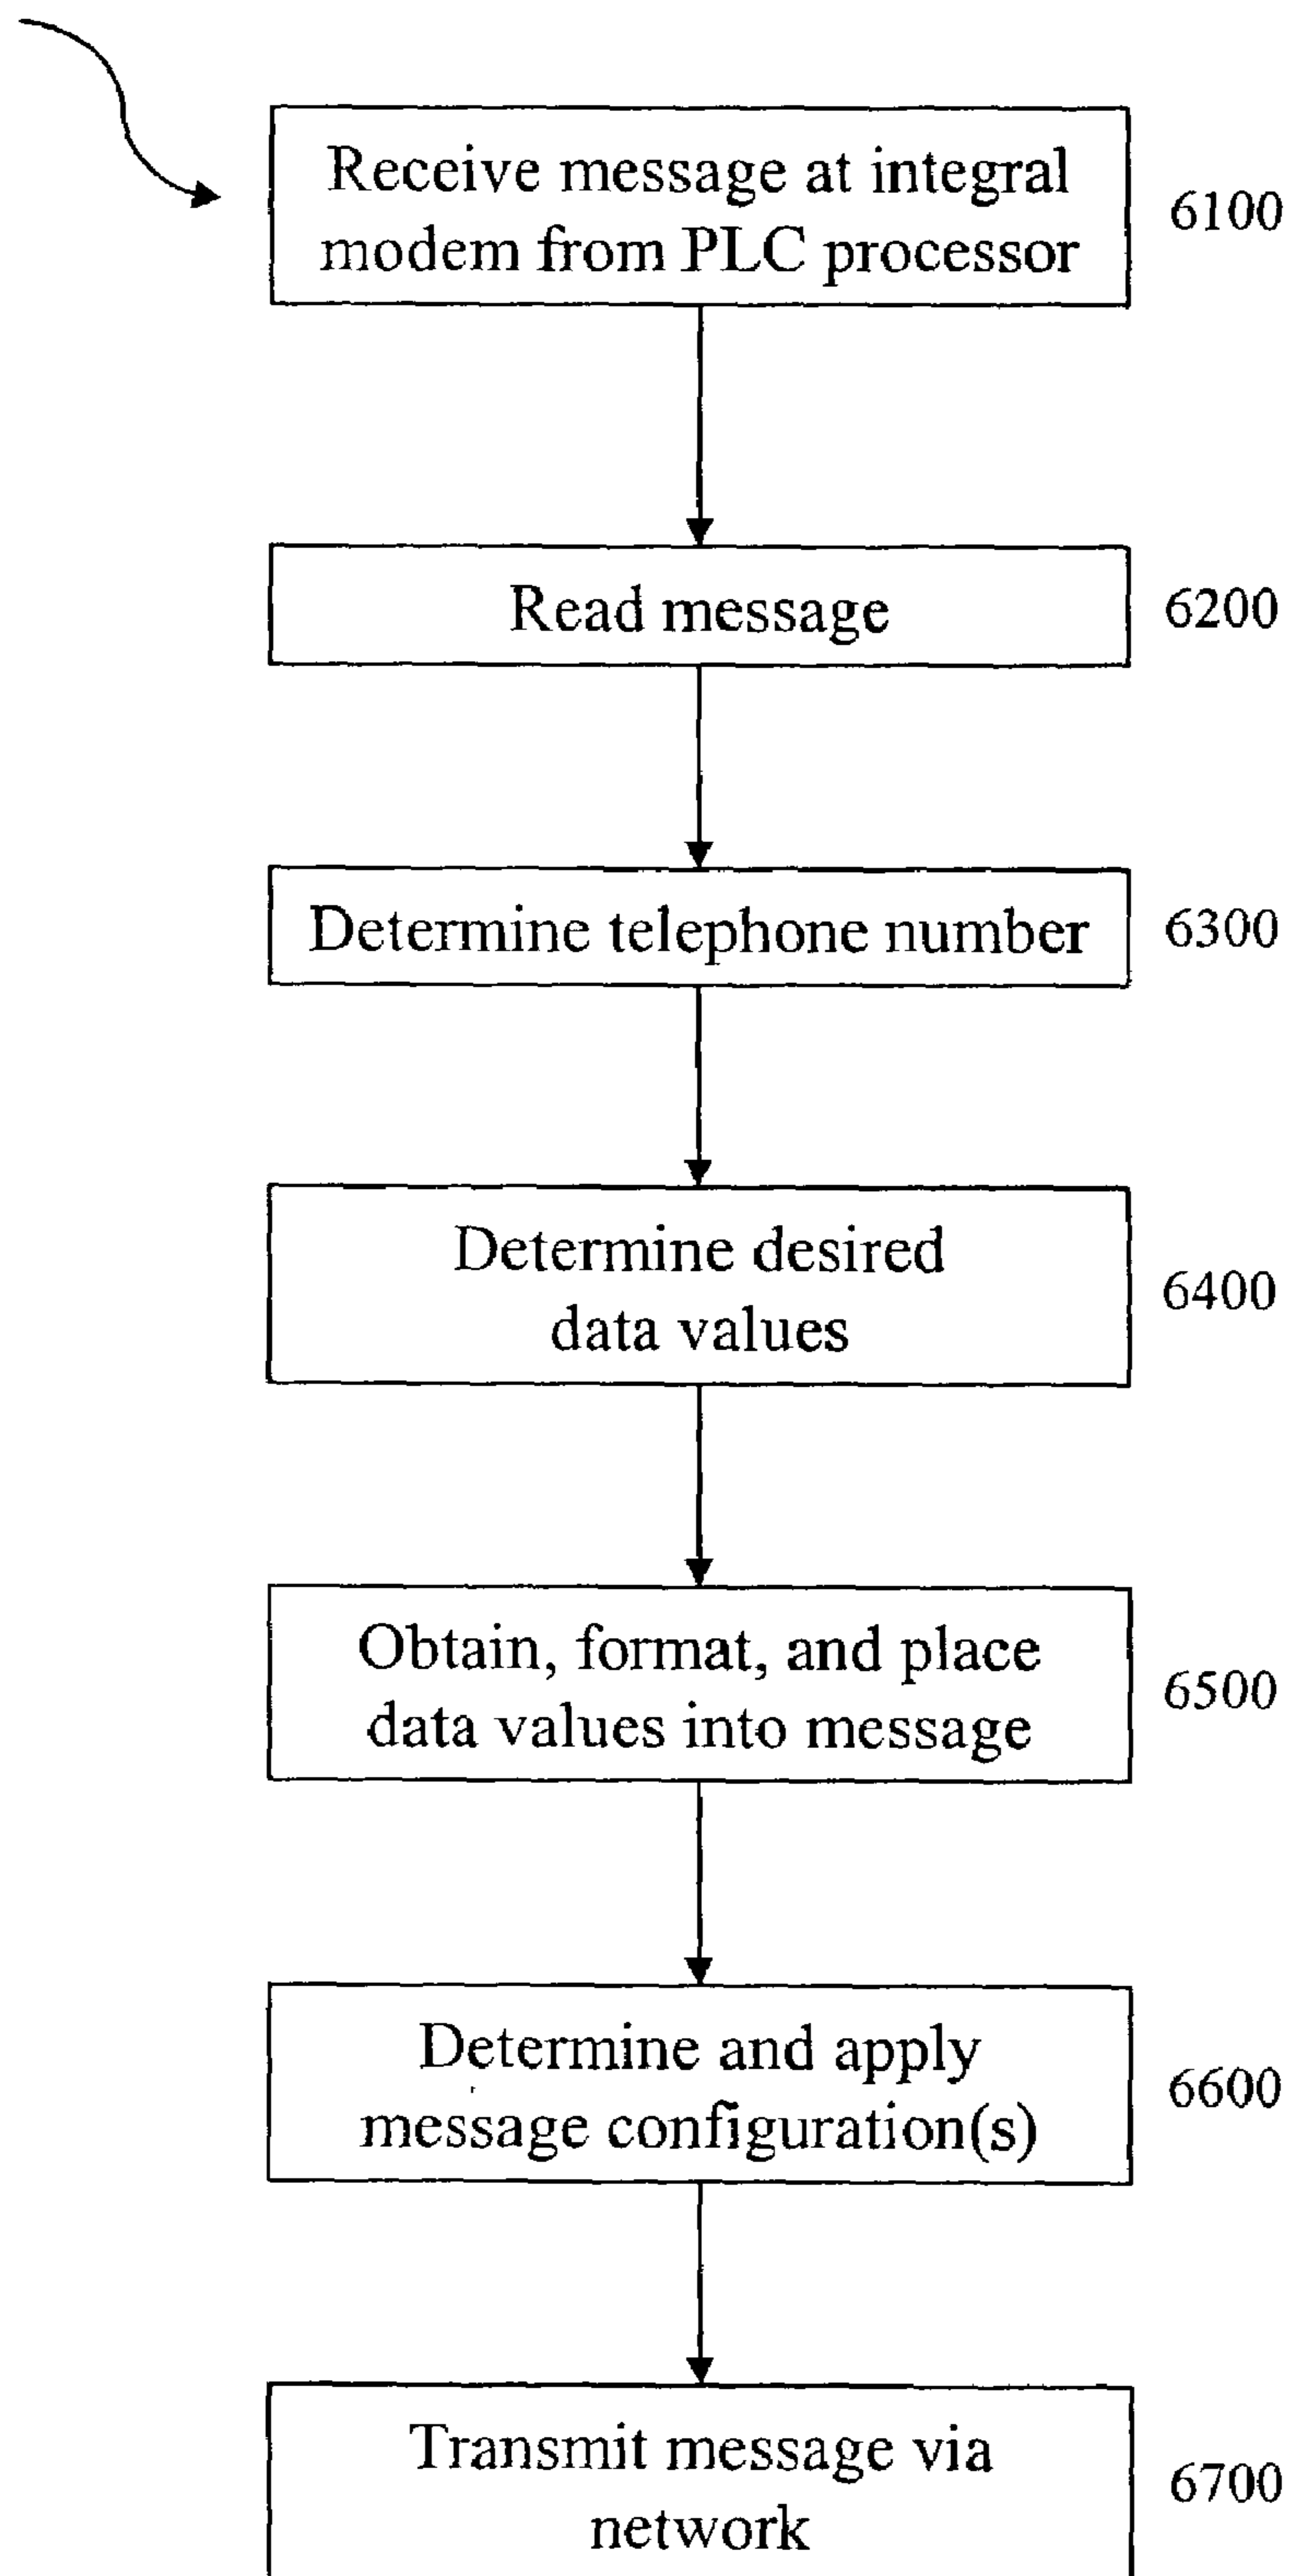 Receive message at integral
modem from PLC processor
6100
Read message
6200
Determine telephone number
6300
Determine desired
data values
6400
Obtain, format, and place
data values into message
6500
Determine and apply
message configuration(s)
6600
Transmit message via
network
6700